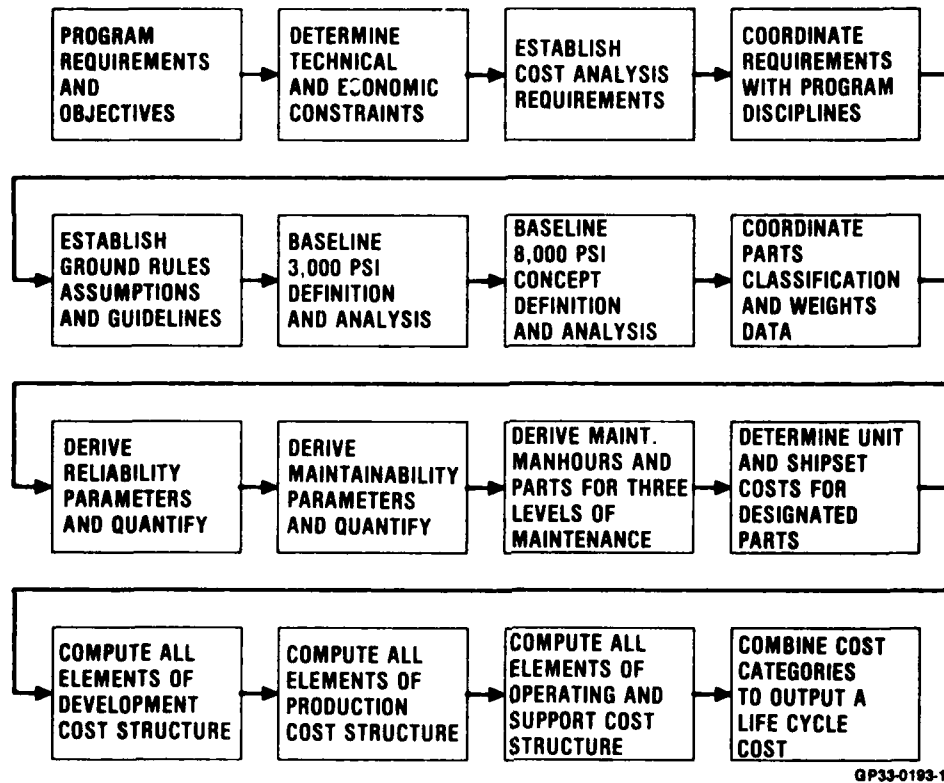 PROGRAM
REQUIREMENTS
AND
OBJECTIVES
DETERMINE
TECHNICAL
AND ECONOMIC
CONSTRAINTS
ESTABLISH
COST ANALYSIS
REQUIREMENTS
COORDINATE
REQUIREMENTS
WITH PROGRAM
DISCIPLINES
ESTABLISH
GROUND RULES
ASSUMPTIONS
AND GUIDELINES
BASELINE
3,000 PSI
DEFINITION
AND ANALYSIS
BASELINE
8,000 PSI
CONCEPT
DEFINITION
AND ANALYSIS
COORDINATE
PARTS
CLASSIFICATION
AND WEIGHTS
DATA
DERIVE
RELIABILITY
PARAMETERS
AND QUANTIFY
DERIVE
MAINTAINABILITY
PARAMETERS
AND QUANTIFY
DERIVE MAINT.
MANHOURS AND
PARTS FOR THREE
LEVELS OF
MAINTENANCE
DETERMINE UNIT
AND SHIPSET
COSTS FOR
DESIGNATED
PARTS
COMPUTE ALL
ELEMENTS OF
DEVELOPMENT
COST STRUCTURE
COMPUTE ALL
ELEMENTS OF
PRODUCTION
COST STRUCTURE
COMPUTE ALL
ELEMENTS OF
OPERATING AND
SUPPORT COST
STRUCTURE
COMBINE COST
CATEGORIES
TO OUTPUT A
LIFE CYCLE
COST
GP33-0193-1